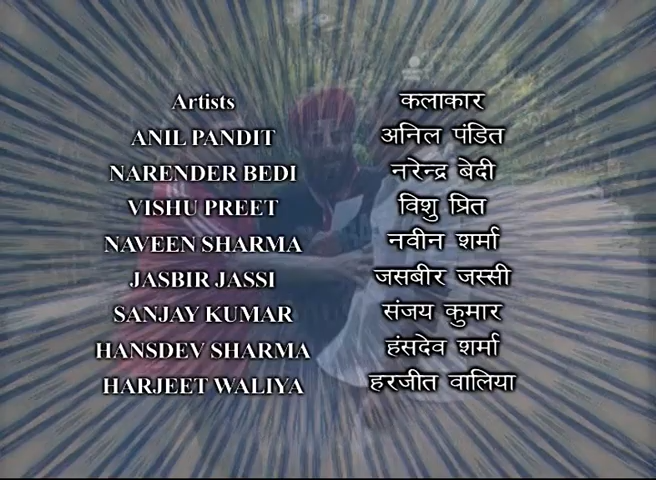 Artists कलाकार
ANIL PANDIT अनिल पंडित
NARENDER BEDI नरेन्द्र बेदी
VISHU PREET विशु प्रित
NAVEEN SHARMA नवीन शर्मा
JASBIR JASSI जसबीर जस्सी
SANJAY KUMAR संजय कुमार
HANSDEV SHARMA हंसदेव शर्मा
HARJEET WALIYA हरजीत वालिया